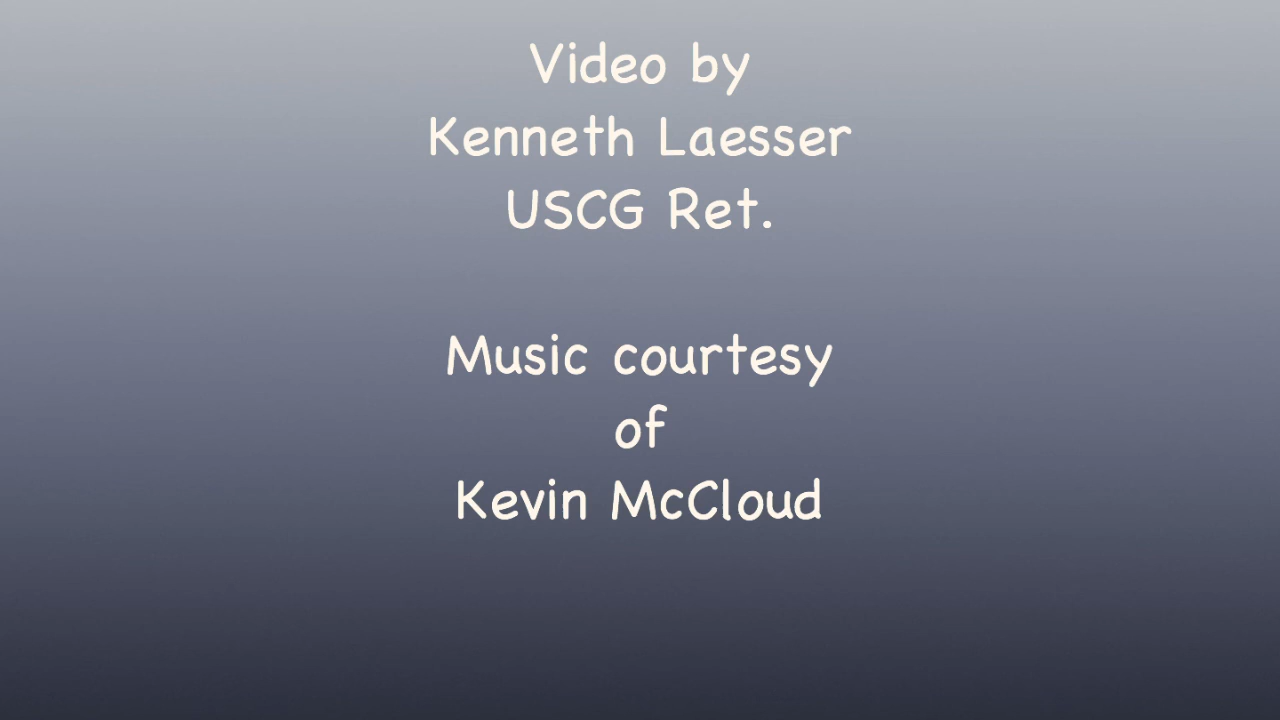 Video by
Kenneth Laesser
USCG Ret.
Music courtesy
of
Kevin McCloud